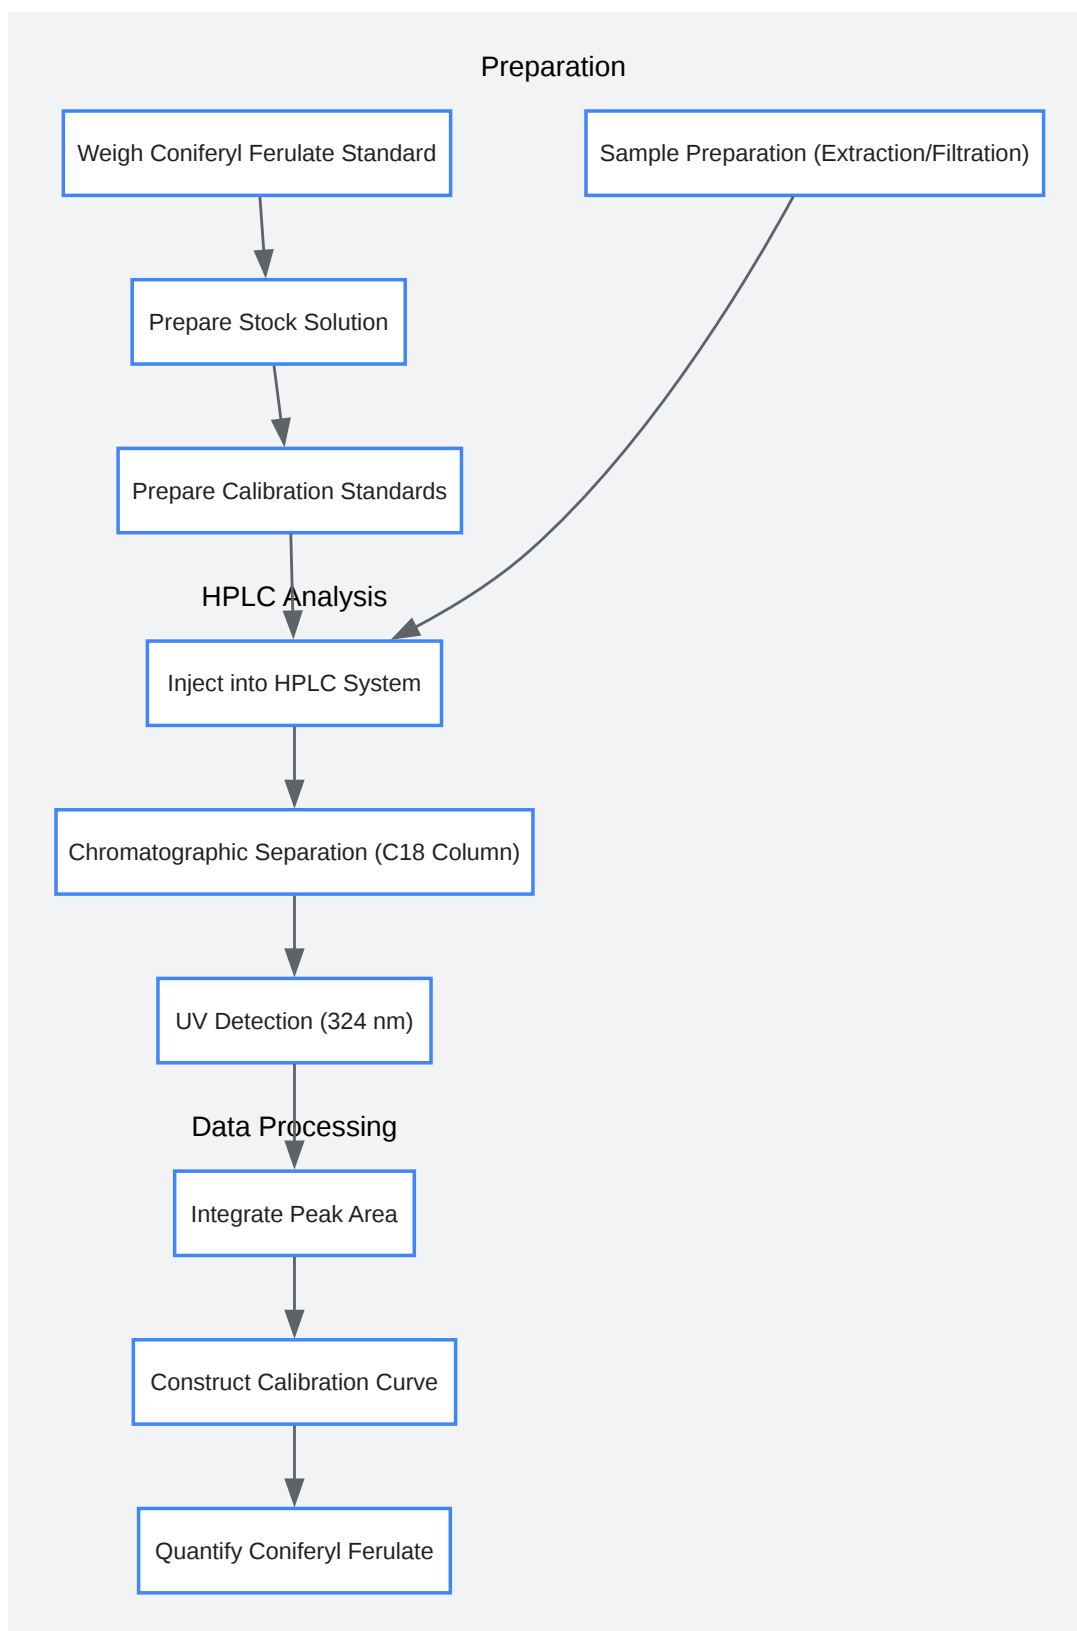 Preparation
Weigh Coniferyl Ferulate Standard
Sample Preparation (Extraction/Filtration)
Prepare Stock Solution
Prepare Calibration Standards
HPLC Analysis
Inject into HPLC System
Chromatographic Separation (C18 Column)
UV Detection (324 nm)
Data Processing
Integrate Peak Area
Construct Calibration Curve
Quantify Coniferyl Ferulate